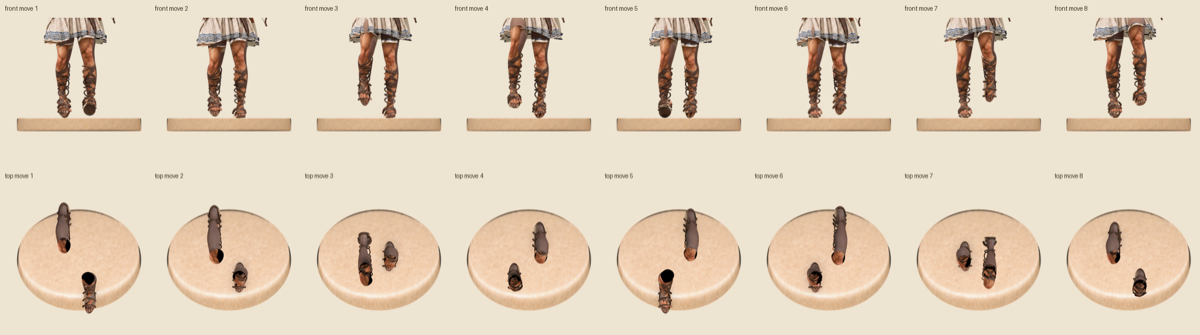 front move 1
front move 2
front move 3
front move 4
front move 5
front move 6
front move 7
front move 8
top move 1
top move 2
top move 3
top move 4
top move 5
top move 6
top move 7
top move 8